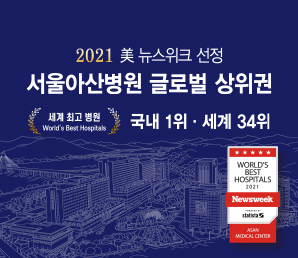 2021 美 뉴스위크 선정
서울아산병원 글로벌 상위권
세계 최고 병원
World's Best Hospitals
국내 1위 · 세계 34위
WORLD'S
BEST
HOSPITALS
2021
Newsweek
POWERED BY
statista
ASAN
MEDICAL CENTER